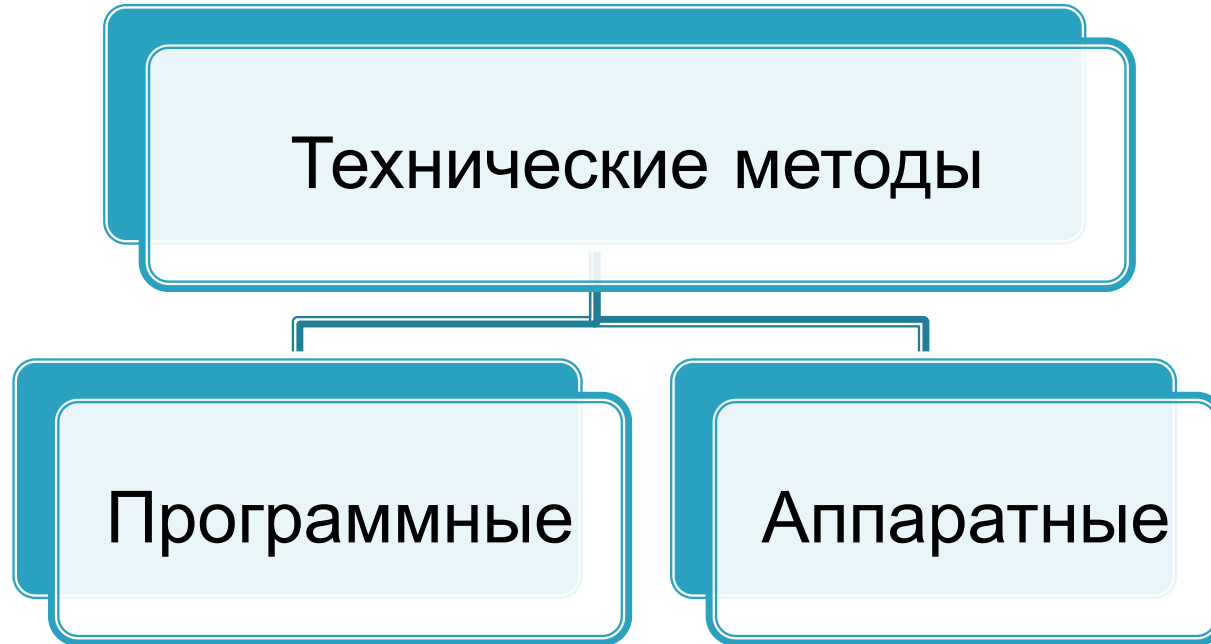 Технические методы
Программные
Аппаратные